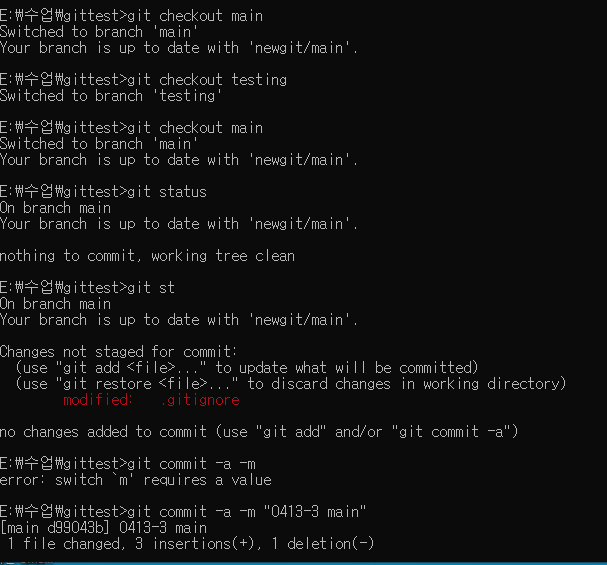 E:₩수업₩gittest>git checkout main
Switched to branch 'main'
Your branch is up to date with 'newgit/main'.
E:₩수업₩gittest>git checkout testing
Switched to branch 'testing'
E:₩수업₩gittest>git checkout main
Switched to branch 'main'
Your branch is up to date with 'newgit/main'.
E:₩수업₩gittest>git status
On branch main
Your branch is up to date with 'newgit/main'.
nothing to commit, working tree clean
E:₩수업₩gittest>git st
On branch main
Your branch is up to date with 'newgit/main'.
Changes not staged for commit:
  (use "git add <file>..." to update what will be committed)
  (use "git restore <file>..." to discard changes in working directory)
        modified:   .gitignore
no changes added to commit (use "git add" and/or "git commit -a")
E:₩수업₩gittest>git commit -a -m
error: switch `m' requires a value
E:₩수업₩gittest>git commit -a -m "0413-3 main"
[main d99043b] 0413-3 main
 1 file changed, 3 insertions(+), 1 deletion(-)